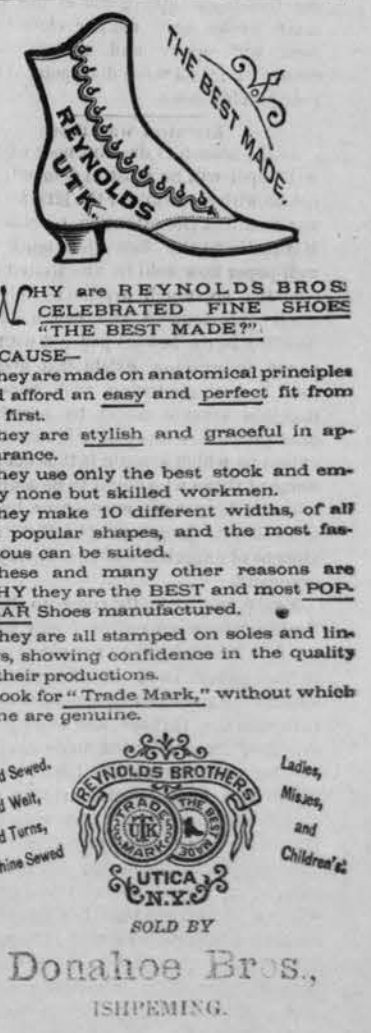 THE BEST MADE.
REYNOLDS
UTK.
WHY are REYNOLDS BROS.
CELEBRATED FINE SHOES
"THE BEST MADE?"
CAUSE—
hey are made on anatomical principles
d afford an easy and perfect fit from
first.
hey are stylish and graceful in ap-
arance.
hey use only the best stock and em-
y none but skilled workmen.
hey make 10 different widths, of all
popular shapes, and the most fas-
ous can be suited.
hese and many other reasons are
HY they are the BEST and most POP-
AR Shoes manufactured.
hey are all stamped on soles and lin-
s, showing confidence in the quality
their productions.
ook for "Trade Mark," without which
ne are genuine.
d Sewed.
d Welt,
d Turns,
hine Sewed
REYNOLDS BROTHERS
TRADE MARK
UTK
THE BEST MADE
UTICA
N.Y.
Ladies,
Misses,
and
Children's.
SOLD BY
Donahoe Bros.,
ISHPEMING.